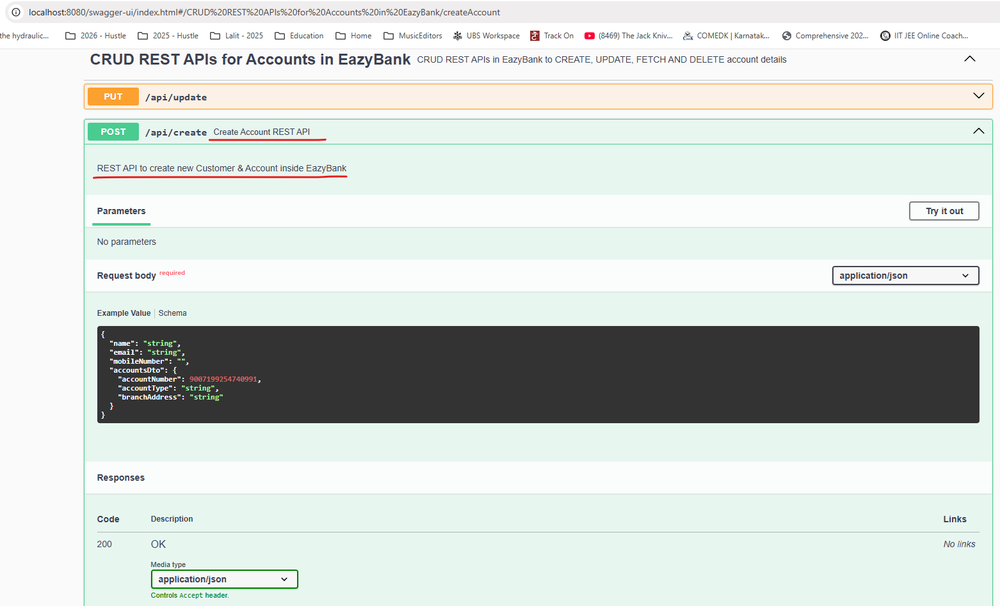 localhost:8080/swagger-ui/index.html#/CRUD%20REST%20APIs%20for%20Accounts%20in%20EazyBank/createAccount
the hydraulic... 2026 - Hustle 2025 - Hustle Lalit - 2025 Education Home MusicEditors UBS Workspace Track On (8469) The Jack Kniv... COMEDK | Karnatak... Comprehensive 202... IIT JEE Online Coach...
CRUD REST APIs for Accounts in EazyBank CRUD REST APIs in EazyBank to CREATE, UPDATE, FETCH AND DELETE account details
PUT /api/update
POST /api/create Create Account REST API
REST API to create new Customer & Account inside EazyBank
Parameters Try it out
No parameters
Request body required application/json
Example Value Schema
{
"name": "string",
"email": "string",
"mobileNumber": "",
"accountsDto": {
"accountNumber": 9007199254740991,
"accountType": "string",
"branchAddress": "string"
}
}
Responses
Code Description Links
200 OK No links
Media type
application/json
Controls Accept header.